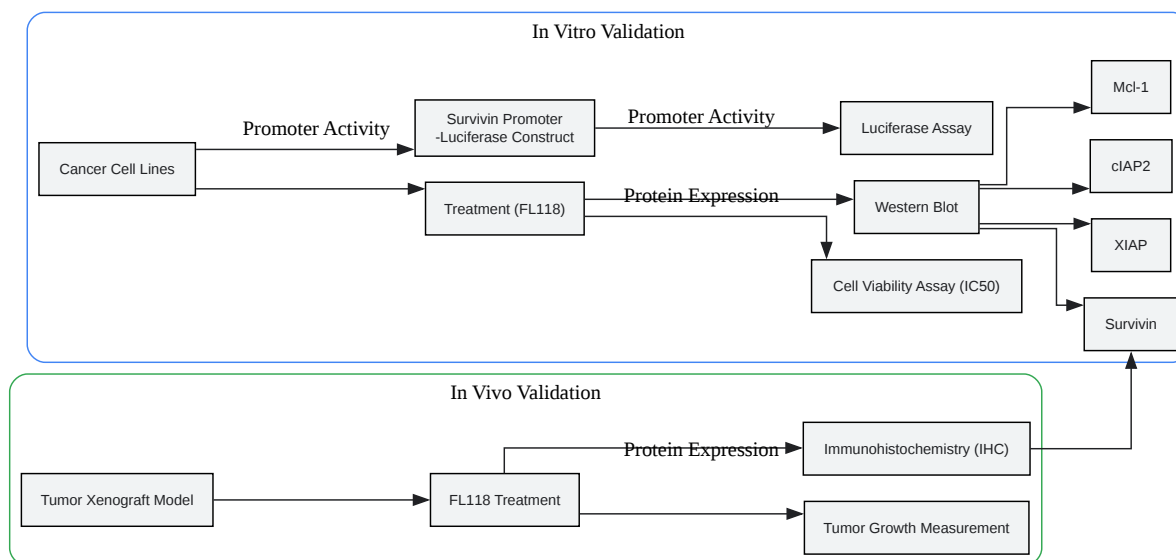 In Vitro Validation
Mcl-1
Promoter Activity
Survivin Promoter
-Luciferase Construct
Promoter Activity
Luciferase Assay
Cancer Cell Lines
cIAP2
Treatment (FL118)
Protein Expression
Western Blot
XIAP
Cell Viability Assay (IC50)
Survivin
In Vivo Validation
Protein Expression
Immunohistochemistry (IHC)
Tumor Xenograft Model
FL118 Treatment
Tumor Growth Measurement